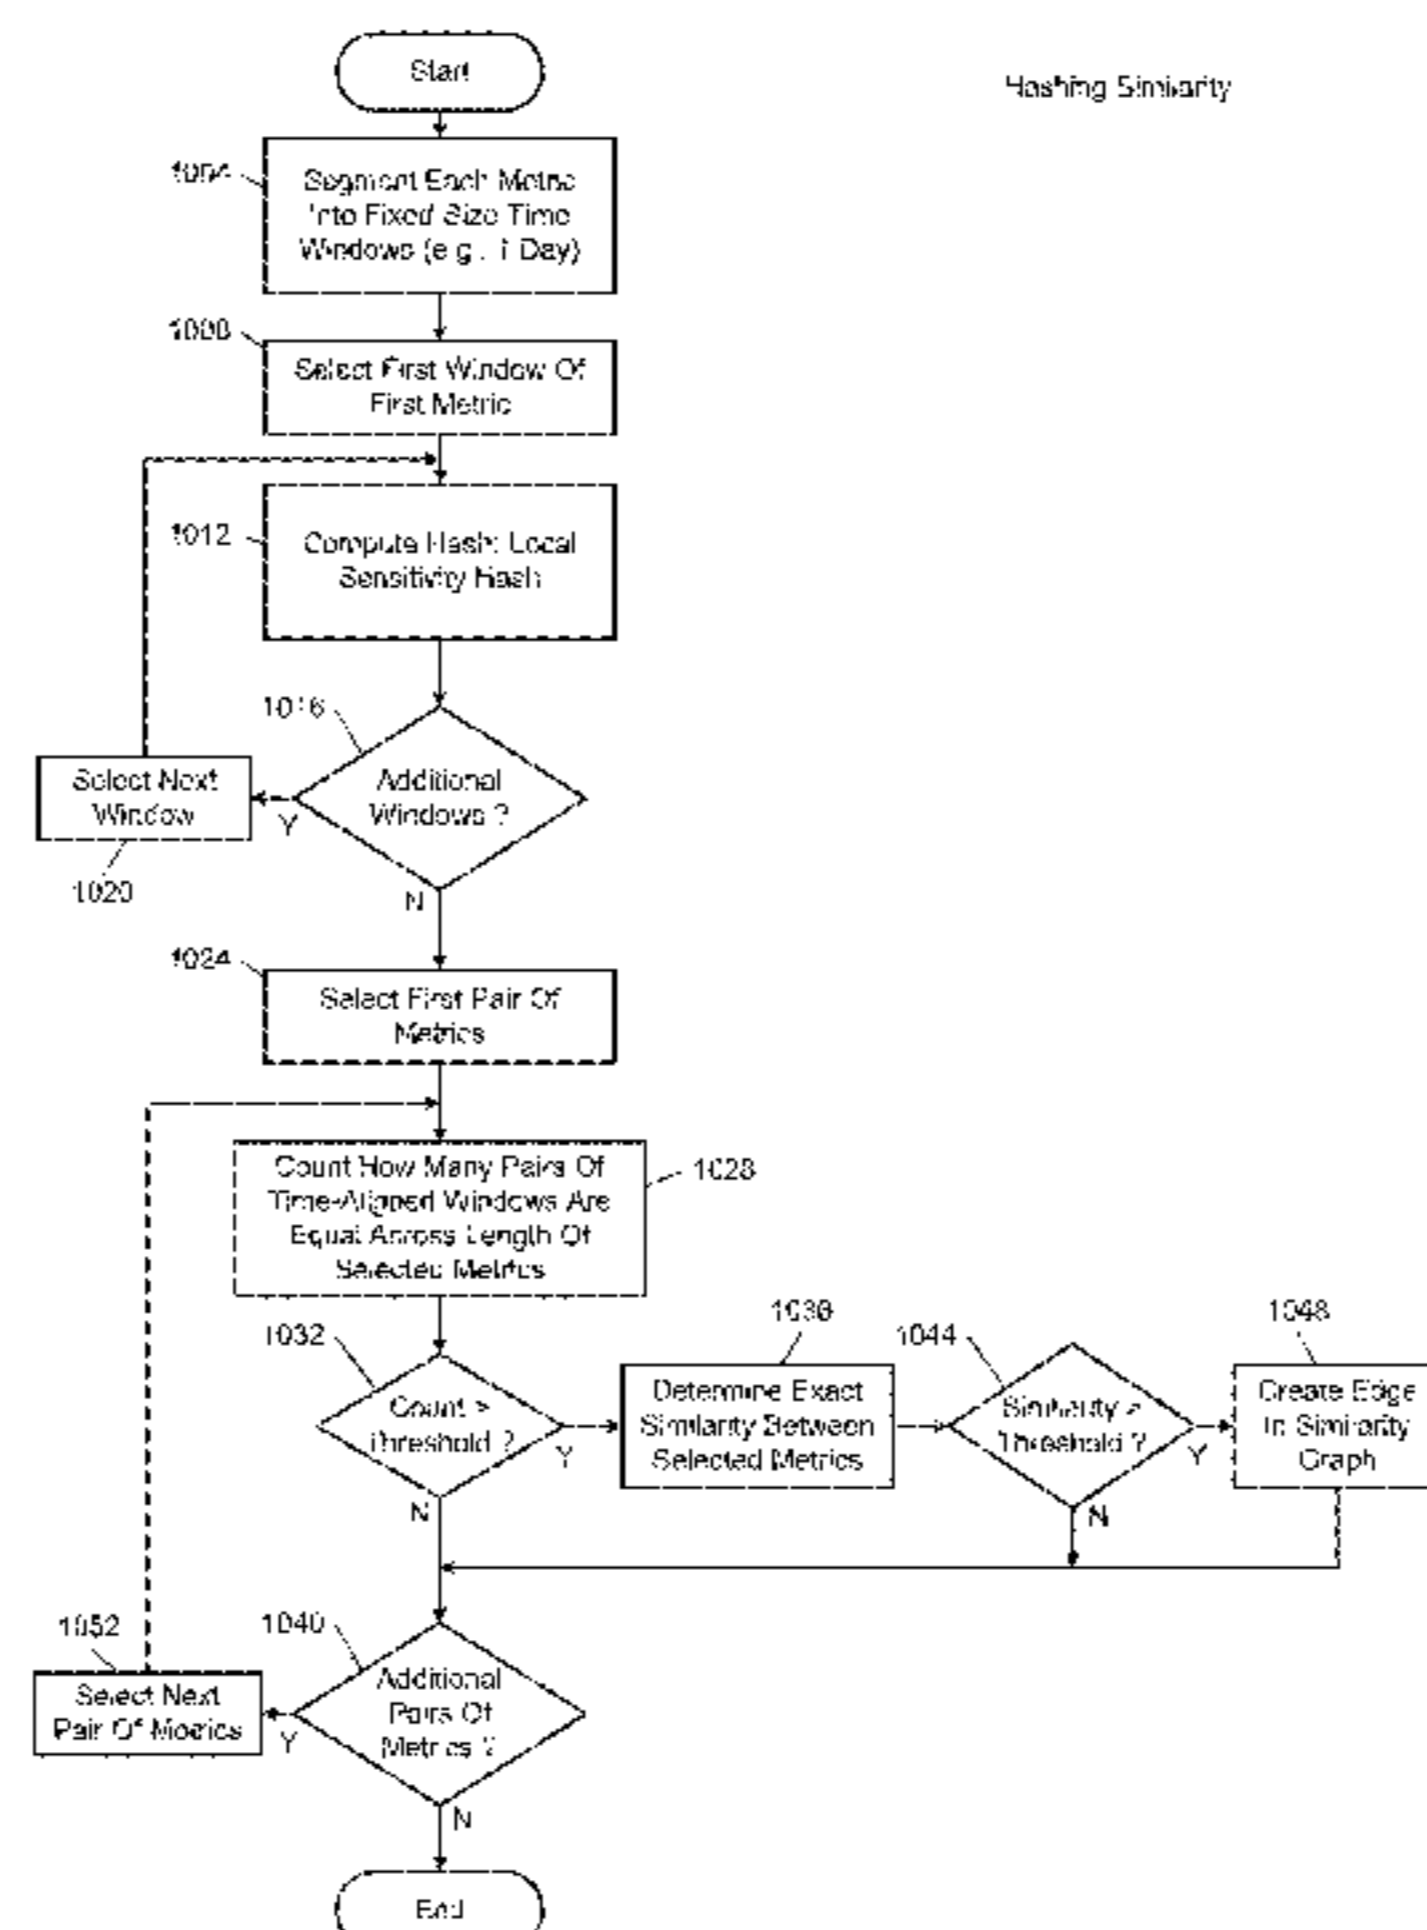 Start
Hashing Similarity
1004
Segment Each Metric
Into Fixed Size Time
Windows (e.g., 1 Day)
1008
Select First Window Of
First Metric
1012
Compute Hash: Local
Sensitivity Hash
1016
Additional
Windows ?
Select Next
Window
Y
1020
N
1024
Select First Pair Of
Metrics
Count How Many Pairs Of
Time-Aligned Windows Are
Equal Across Length Of
Selected Metrics
1028
1032
Count >
Threshold ?
Y
N
1036
Determine Exact
Similarity Between
Selected Metrics
1044
Similarity >
Threshold ?
Y
N
1048
Create Edge
In Similarity
Graph
1052
Select Next
Pair Of Metrics
1040
Additional
Pairs Of
Metrics ?
Y
N
End